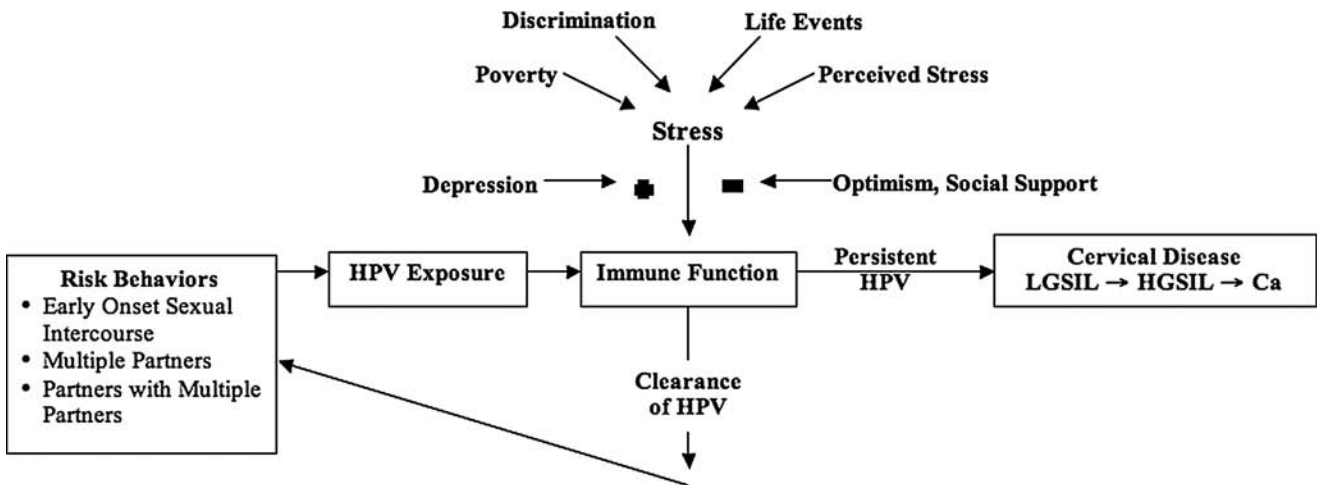 Discrimination
Life Events
Poverty
Perceived Stress
Stress
Depression
Optimism, Social Support
Risk Behaviors
• Early Onset Sexual
Intercourse
• Multiple Partners
• Partners with Multiple
Partners
HPV Exposure
Immune Function
Persistent
HPV
Cervical Disease
LGSIL → HGSIL → Ca
Clearance
of HPV